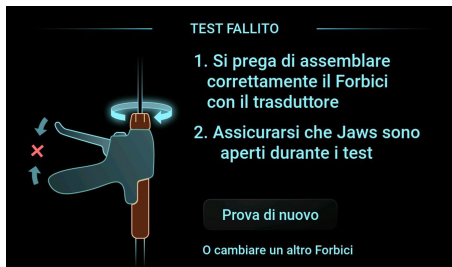 TEST FALLITO
1. Si prega di assemblare
correttamente il Forbici
con il trasduttore
2. Assicurarsi che Jaws sono
aperti durante i test
Prova di nuovo
O cambiare un altro Forbici